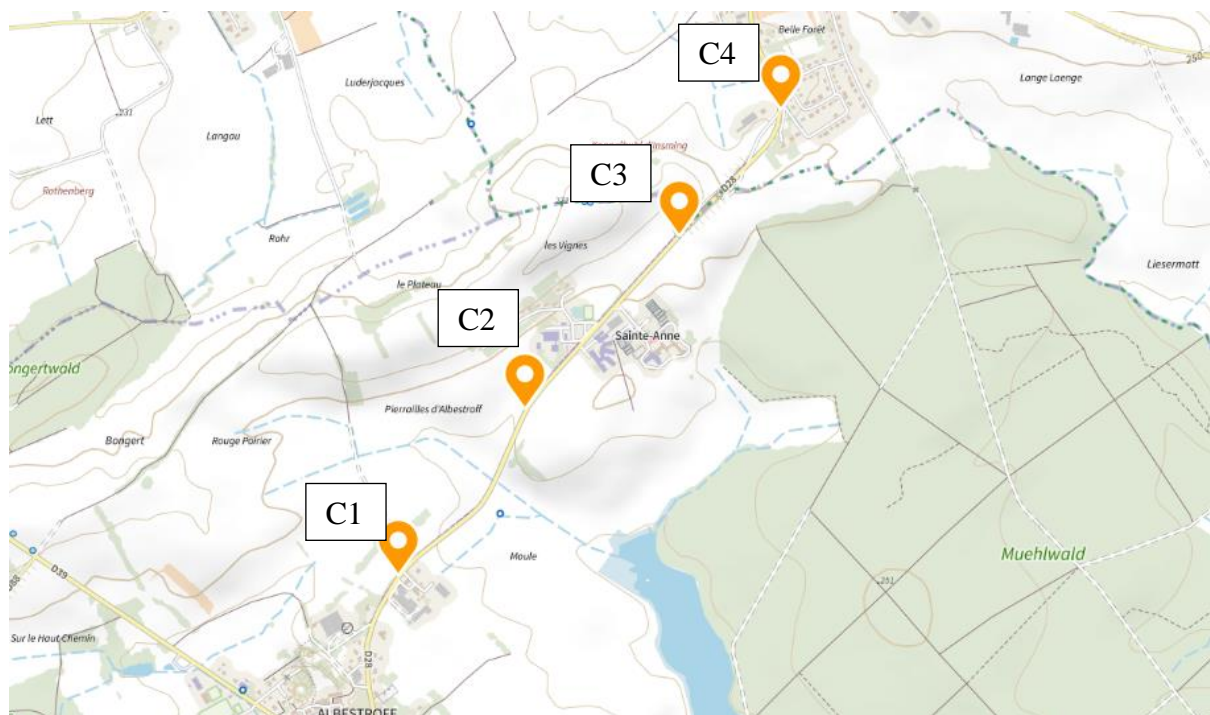 Belle Forêt
250
C4
Lange Laenge
Luderjacques
231
Lett
Langau
D28
C3
Rothenberg
Rohr
les Vignes
Liesermatt
le Plateau
C2
Sainte-Anne
Pierrailles d'Albestroff
Bongert
Rouge Poirier
C1
Moule
Muehlwald
D39
251
Sur le Haut Chemin
D28
ALBESTROFF